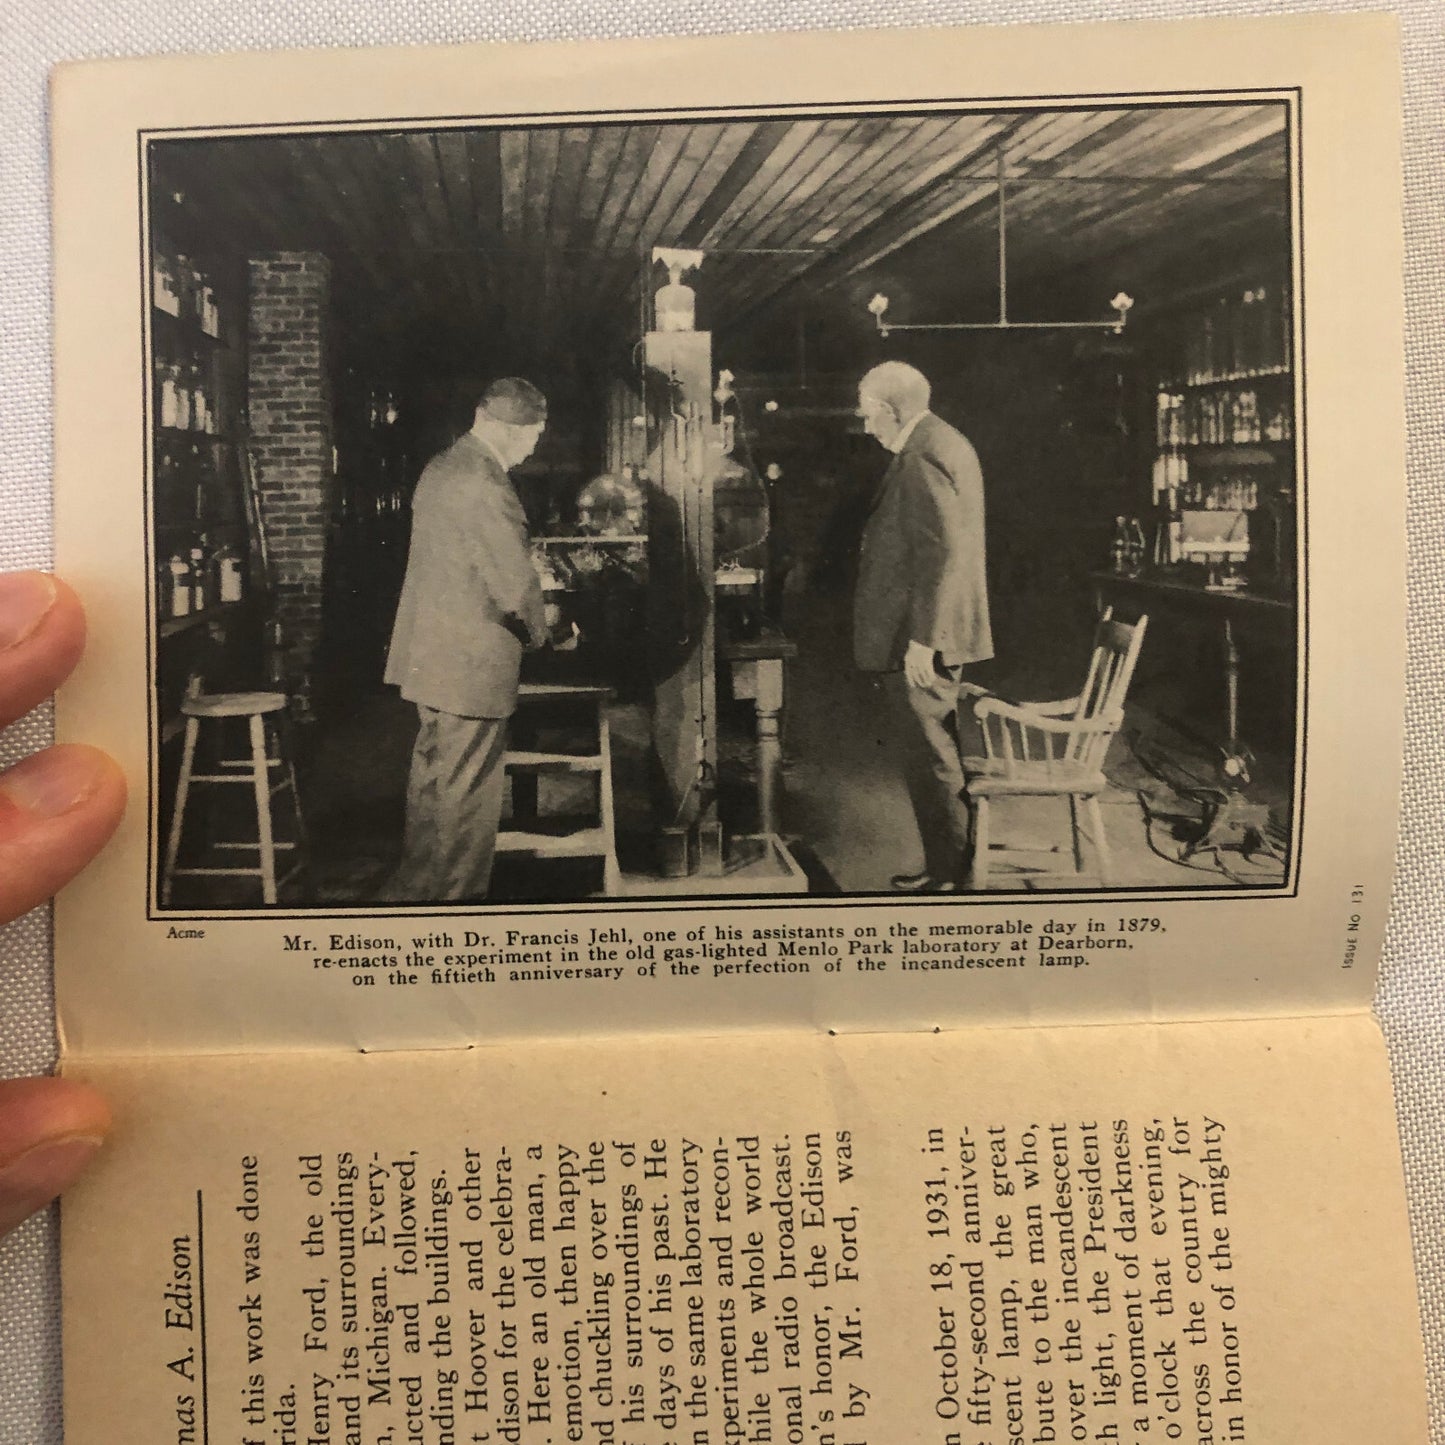 Acme
Mr. Edison, with Dr. Francis Jehl, one of his assistants on the memorable day in 1879,
re-enacts the experiment in the old gas-lighted Menlo Park laboratory at Dearborn,
on the fiftieth anniversary of the perfection of the incandescent lamp.
Issue No 131
mas A. Edison
f this work was done
rida.
Henry Ford, the old
and its surroundings
n, Michigan. Every-
ucted and followed,
nding the buildings.
t Hoover and other
dison for the celebra-
. Here an old man, a
emotion, then happy
nd chuckling over the
his surroundings of
days of his past. He
n the same laboratory
xperiments and recon-
hile the whole world
onal radio broadcast.
n's honor, the Edison
by Mr. Ford, was
n October 18, 1931, in
fifty-second anniver-
scent lamp, the great
bute to the man who,
over the incandescent
h light, the President
a moment of darkness
o'clock that evening,
across the country for
in honor of the mighty